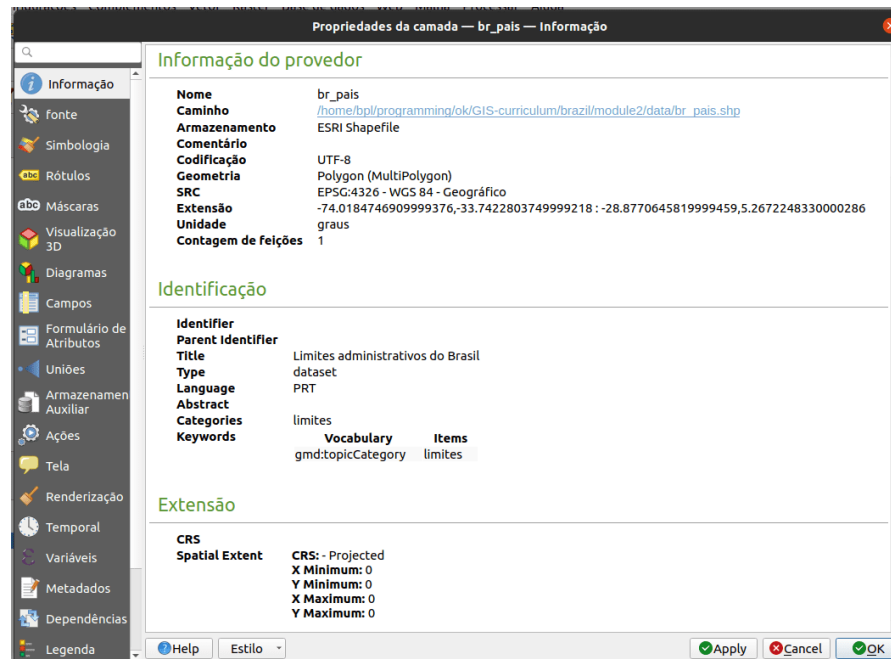 Propriedades da camada — br_pais — Informação
Informação
fonte
Simbologia
abc Rótulos
abc Máscaras
Visualização
3D
Diagramas
Campos
Formulário de
Atributos
Uniões
Armazenamen
Auxiliar
Ações
Tela
Renderização
Temporal
Variáveis
Metadados
Dependências
Legenda
Informação do provedor
Nome br_pais
Caminho /home/bpl/programming/ok/GIS-curriculum/brazil/module2/data/br_pais.shp
Armazenamento ESRI Shapefile
Comentário
Codificação UTF-8
Geometria Polygon (MultiPolygon)
SRC EPSG:4326 - WGS 84 - Geográfico
Extensão -74.0184746909999376,-33.7422803749999218 : -28.8770645819999459,5.2672248330000286
Unidade graus
Contagem de feições 1
Identificação
Identifier
Parent Identifier
Title Limites administrativos do Brasil
Type dataset
Language PRT
Abstract
Categories limites
Keywords Vocabulary Items
gmd:topicCategory limites
Extensão
CRS
Spatial Extent CRS: - Projected
X Minimum: 0
Y Minimum: 0
X Maximum: 0
Y Maximum: 0
Help Estilo Apply Cancel OK